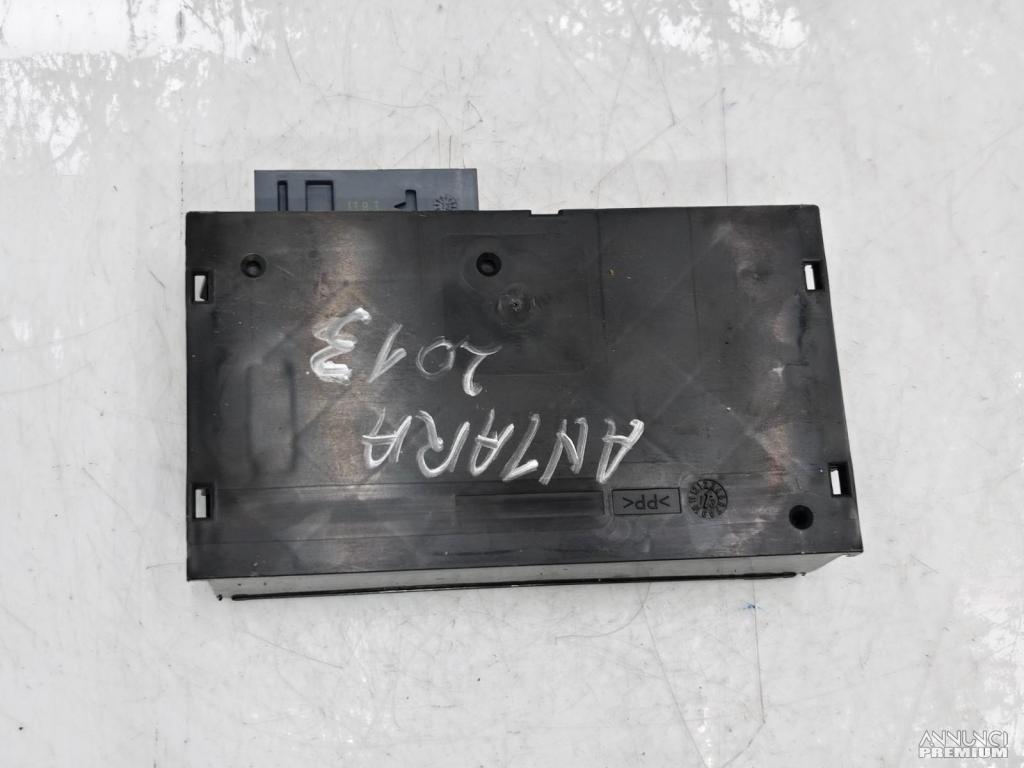 ANTARA
2013
>PP<
ANNUNCI
PREMIUM